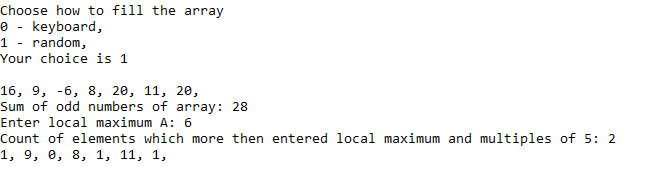 Choose how to fill the array
0 - keyboard,
1 - random,
Your choice is 1
16, 9, -6, 8, 20, 11, 20,
Sum of odd numbers of array: 28
Enter local maximum A: 6
Count of elements which more then entered local maximum and multiples of 5: 2
1, 9, 0, 8, 1, 11, 1,